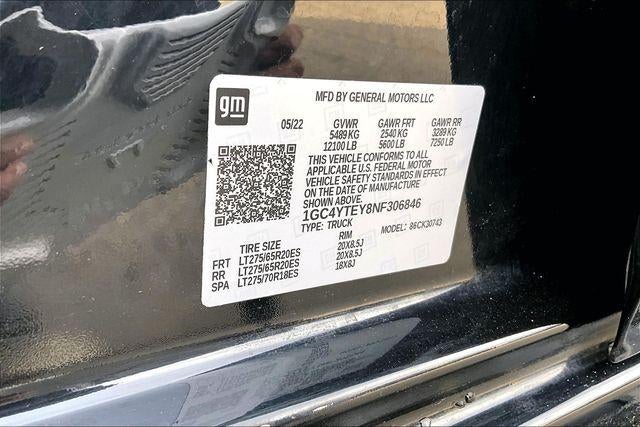 gm
MFD BY GENERAL MOTORS LLC
05/22 GVWR GAWR FRT GAWR RR
5489 KG 2540 KG 3289 KG
12100 LB 5600 LB 7250 LB
THIS VEHICLE CONFORMS TO ALL
APPLICABLE U.S. FEDERAL MOTOR
VEHICLE SAFETY STANDARDS IN EFFECT
ON THE DATE OF MANUFACTURE
SHOWN ABOVE.
1GC4YTEY8NF306846
TYPE: TRUCK MODEL: 86CK30743
TIRE SIZE RIM
FRT LT275/65R20ES 20X8.5J
RR LT275/65R20ES 20X8.5J
SPA LT275/70R18ES 18X8J